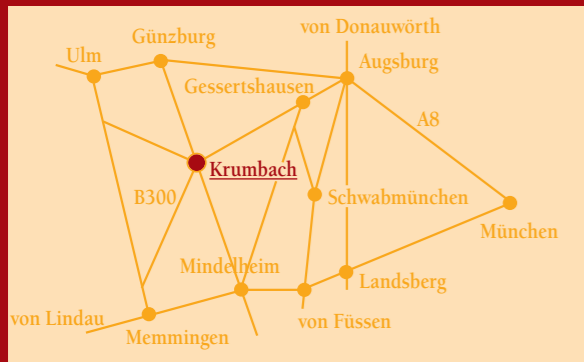 von Donauwörth
Günzburg
Ulm
Augsburg
Gessertshausen
A8
Krumbach
B300
Schwabmünchen
München
Mindelheim
Landsberg
von Lindau
von Füssen
Memmingen